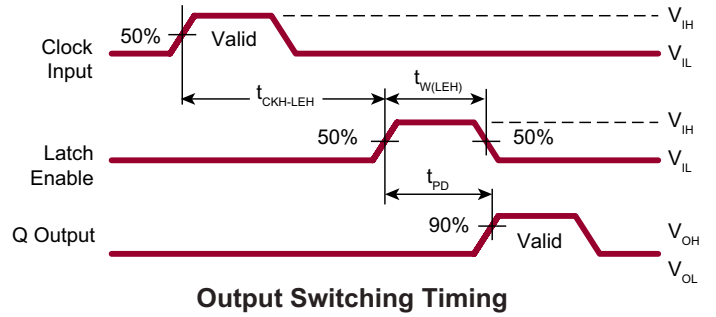 50% Valid V_IH
Clock Input V_IL
t_CKH-LEH t_W(LEH)
50% 50% V_IH
Latch Enable V_IL
t_PD
Q Output 90% Valid V_OH
V_OL
Output Switching Timing